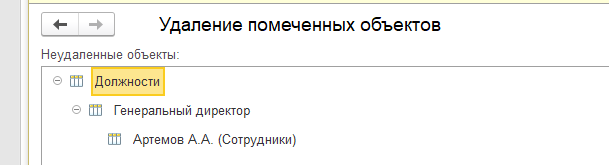 Удаление помеченных объектов
Неудаленные объекты:
Должности
Генеральный директор
Артемов А.А. (Сотрудники)